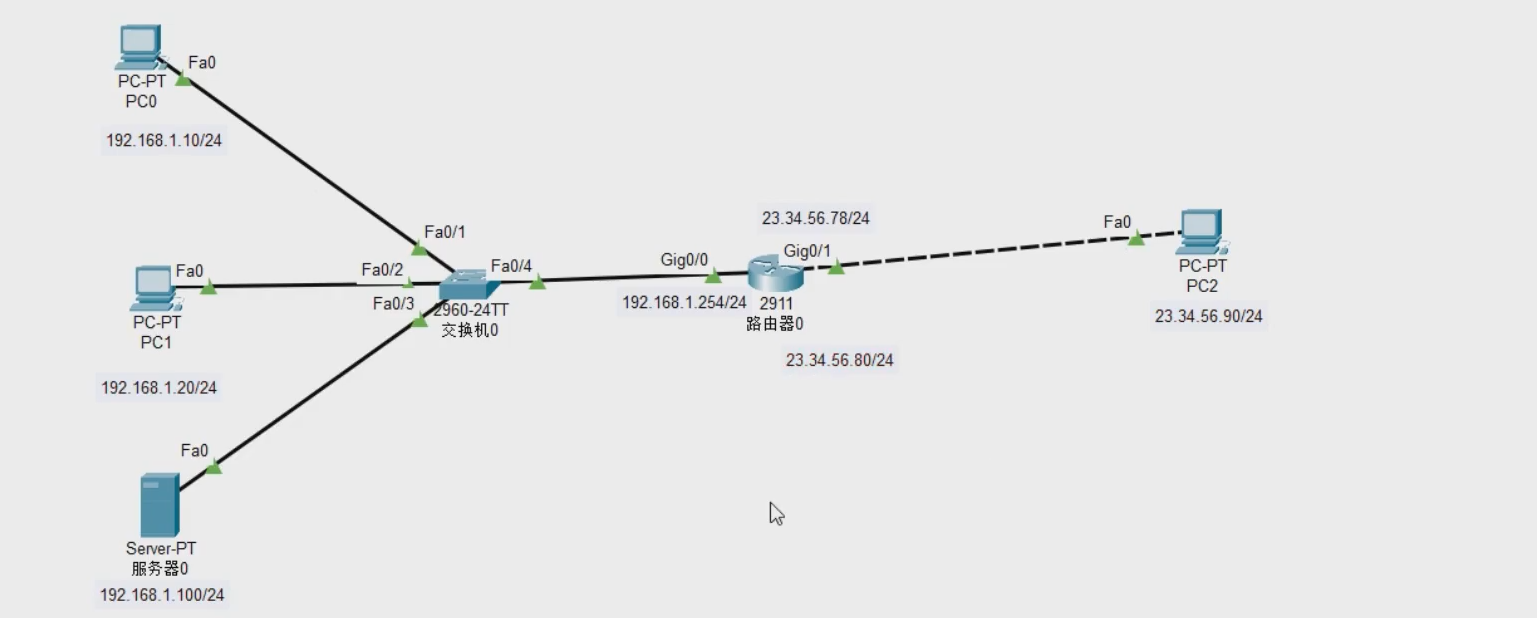 Fa0
PC-PT
PC0
192.168.1.10/24
Fa0/1
Fa0
PC-PT
PC1
192.168.1.20/24
Fa0/2
Fa0/3
Fa0/4
2960-24TT
交换机0
Fa0
Server-PT
服务器0
192.168.1.100/24
Gig0/0
192.168.1.254/24
23.34.56.78/24
Gig0/1
2911
路由器0
23.34.56.80/24
Fa0
PC-PT
PC2
23.34.56.90/24